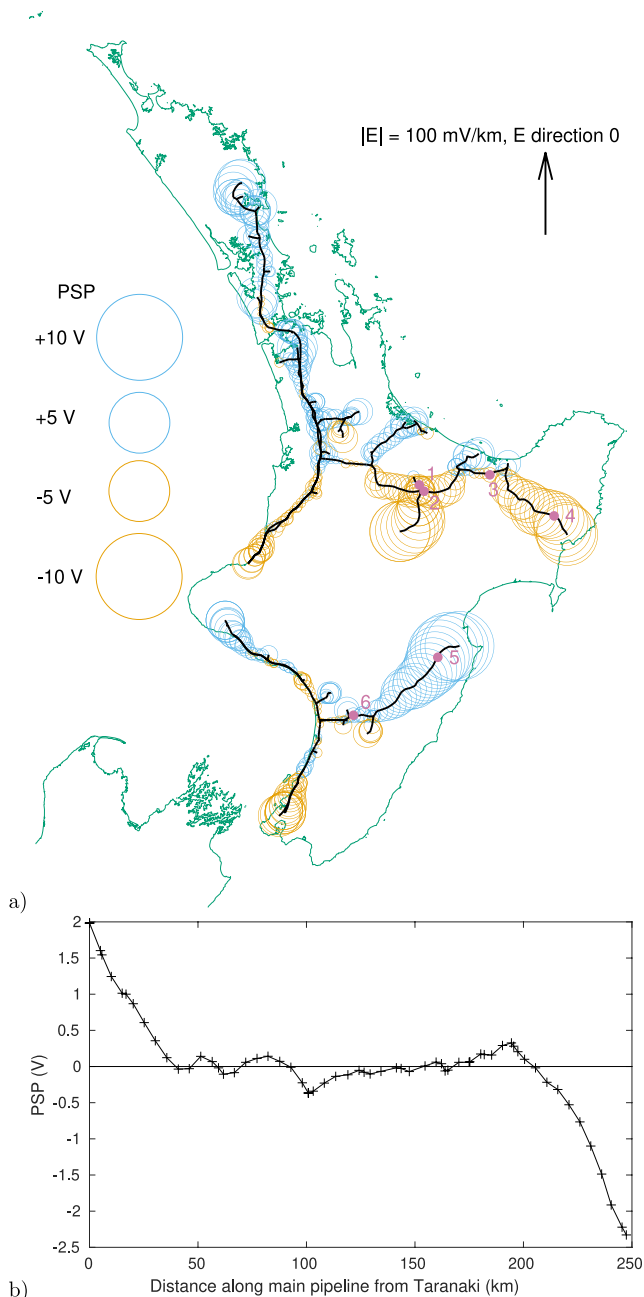 |E| = 100 mV/km, E direction 0
PSP
+10 V
+5 V
-5 V
-10 V
1
2
3
4
5
6
a)
2
1.5
1
0.5
0
-0.5
-1
-1.5
-2
-2.5
PSP (V)
0 50 100 150 200 250
Distance along main pipeline from Taranaki (km)
b)